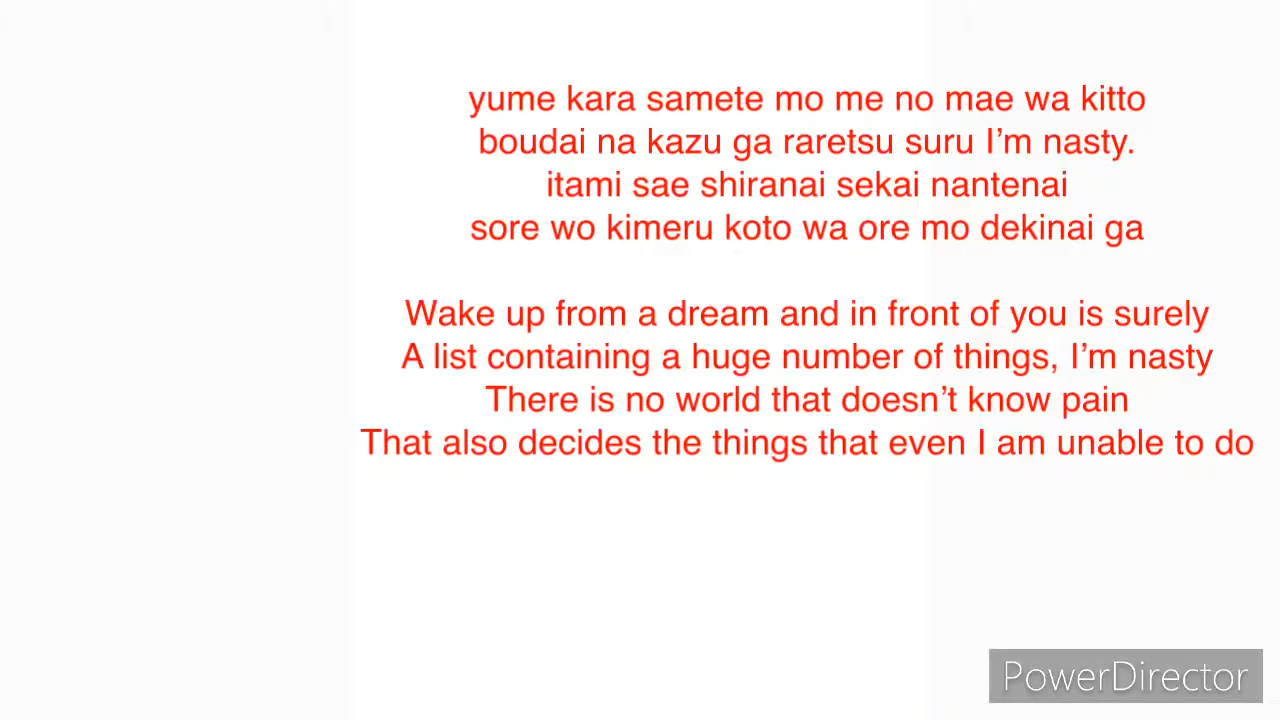 yume kara samete mo me no mae wa kitto
boudai na kazu ga raretsu suru I’m nasty.
itami sae shiranai sekai nantenai
sore wo kimeru koto wa ore mo dekinai ga
Wake up from a dream and in front of you is surely
A list containing a huge number of things, I’m nasty
There is no world that doesn’t know pain
That also decides the things that even I am unable to do
PowerDirector